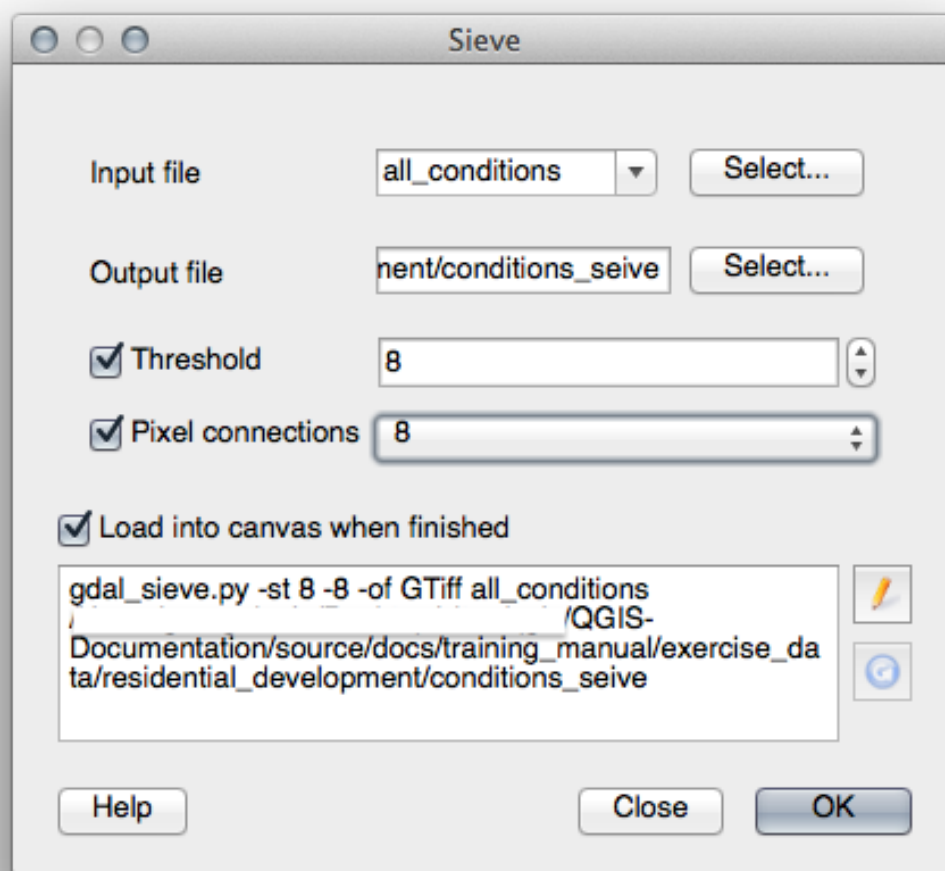 Sieve
Input file all_conditions Select...
Output file nent/conditions_seive Select...
Threshold 8
Pixel connections 8
Load into canvas when finished
gdal_sieve.py -st 8 -8 -of GTiff all_conditions
/QGIS-
Documentation/source/docs/training_manual/exercise_da
ta/residential_development/conditions_seive
Help Close OK